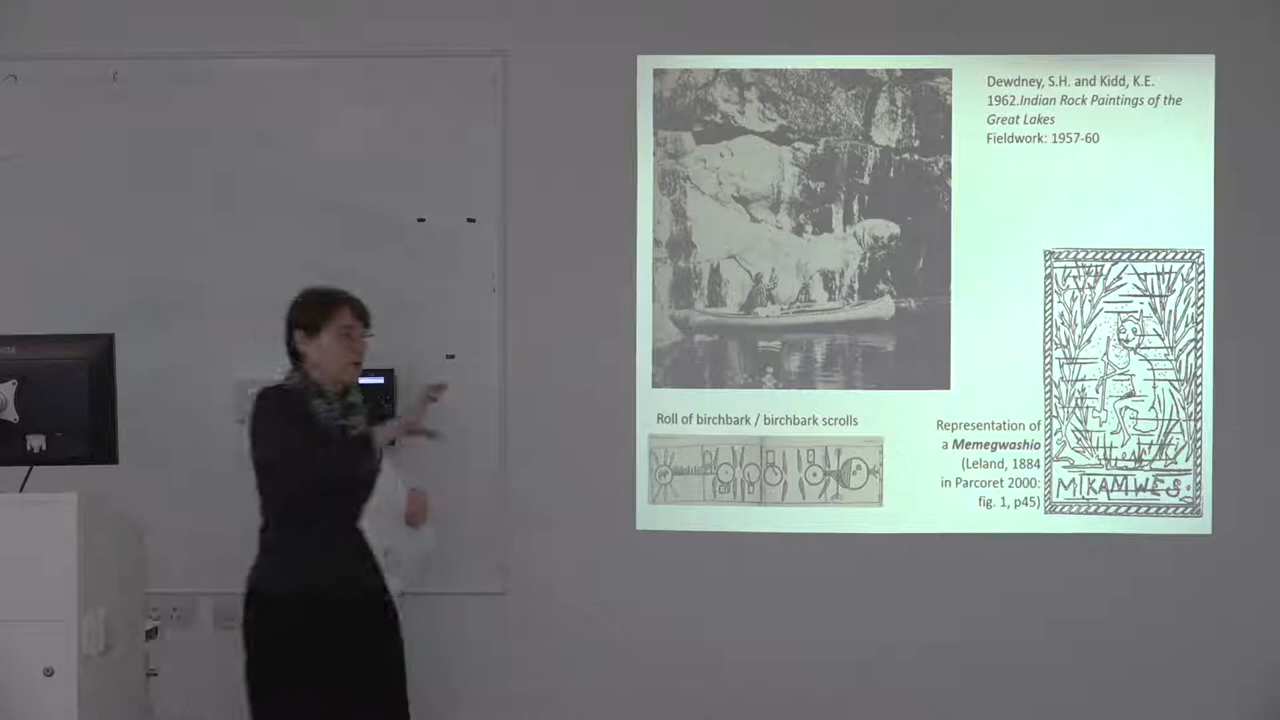 Dewdney, S.H. and Kidd, K.E.
1962.Indian Rock Paintings of the
Great Lakes
Fieldwork: 1957-60
Roll of birchbark / birchbark scrolls
Representation of
a Memegwashio
(Leland, 1884
in Parcoret 2000:
fig. 1, p45)
MIKAMWES.